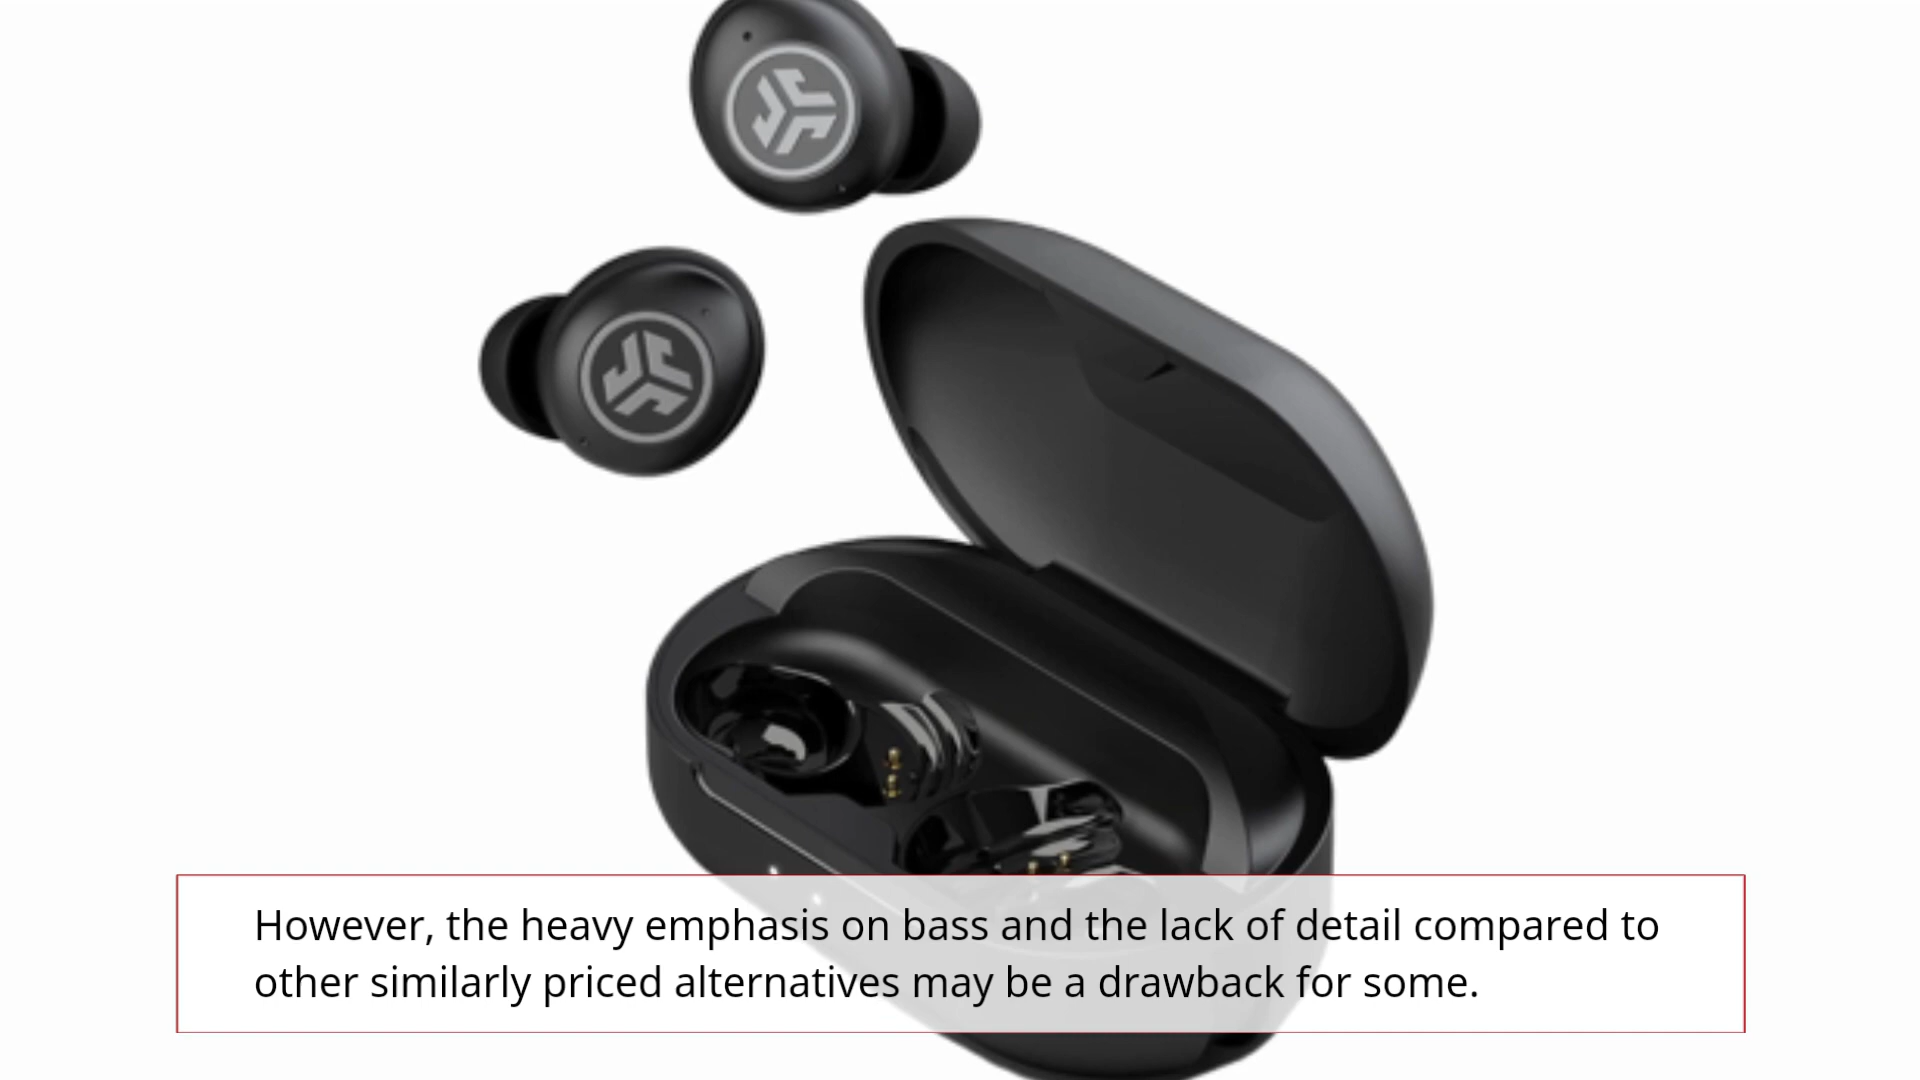 However, the heavy emphasis on bass and the lack of detail compared to
other similarly priced alternatives may be a drawback for some.